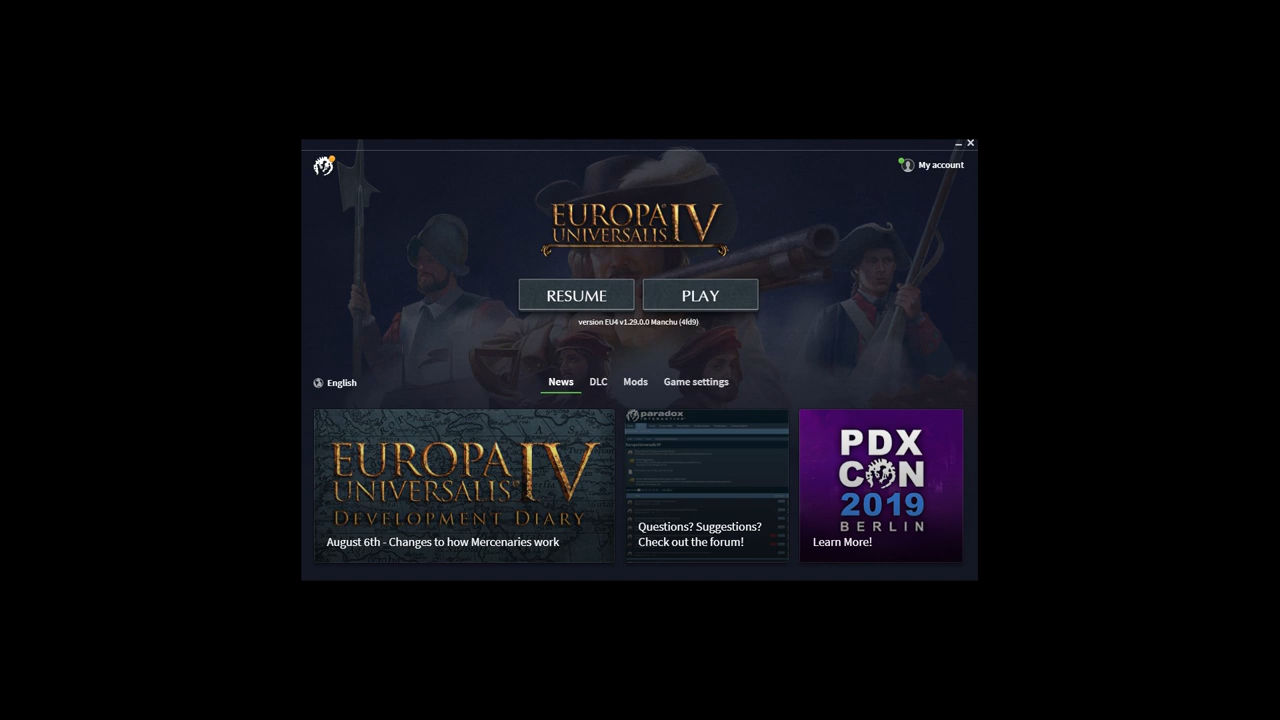 My account
EUROPA
UNIVERSALIS IV
RESUME
PLAY
version EU4 v1.29.0.0 Manchu (4fd9)
English
News
DLC
Mods
Game settings
EUROPA
UNIVERSALIS IV
DEVELOPMENT DIARY
August 6th - Changes to how Mercenaries work
paradox
Questions? Suggestions?
Check out the forum!
PDX
CON
2019
BERLIN
Learn More!